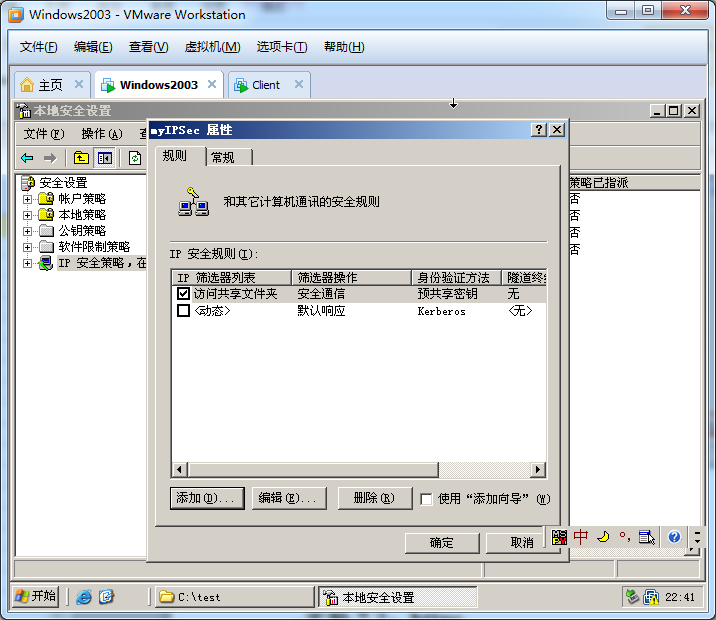 Windows2003 - VMware Workstation
文件(F) 编辑(E) 查看(V) 虚拟机(M) 选项卡(T) 帮助(H)
主页 Windows2003 Client
本地安全设置
文件(F) 操作(A)
myIPSec 属性
规则 常规
和其它计算机通讯的安全规则
安全设置
帐户策略
本地策略
公钥策略
软件限制策略
IP 安全策略，在
策略已指派
否
否
否
否
IP 安全规则(I):
IP 筛选器列表 筛选器操作 身份验证方法 隧道终
访问共享文件夹 安全通信 预共享密钥 无
<动态> 默认响应 Kerberos <无>
添加(D)... 编辑(E)... 删除(R) 使用“添加向导”(W)
确定 取消
中
开始 C:\test 本地安全设置 22:41